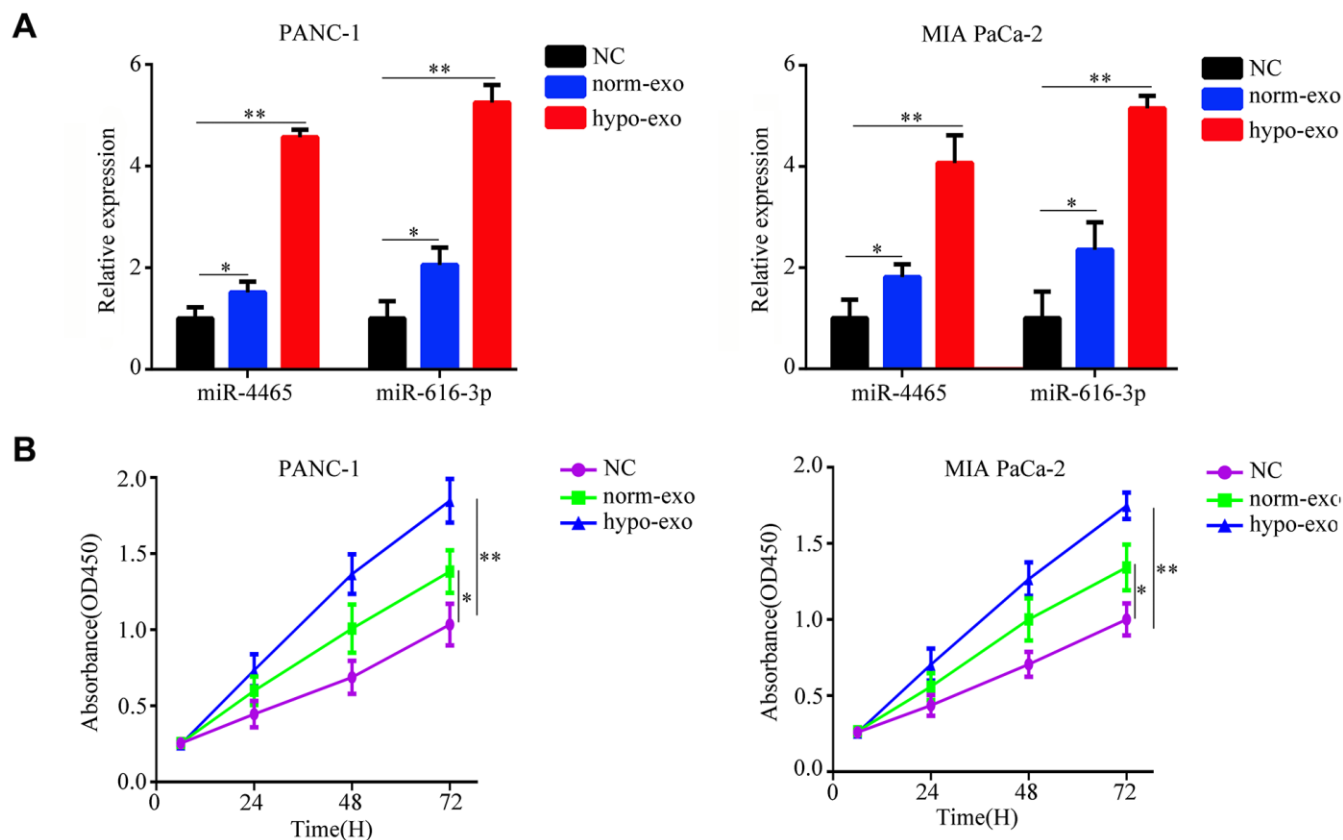 A
PANC-1
NC
norm-exo
hypo-exo
Relative expression
6
4
2
0
**
**
*
*
miR-4465
miR-616-3p
MIA PaCa-2
NC
norm-exo
hypo-exo
Relative expression
6
4
2
0
**
**
*
*
miR-4465
miR-616-3p
B
PANC-1
NC
norm-exo
hypo-exo
Absorbance(OD450)
2.0
1.5
1.0
0.5
0.0
**
*
0
24
48
72
Time(H)
MIA PaCa-2
NC
norm-exo
hypo-exo
Absorbance(OD450)
2.0
1.5
1.0
0.5
0.0
**
*
0
24
48
72
Time(H)